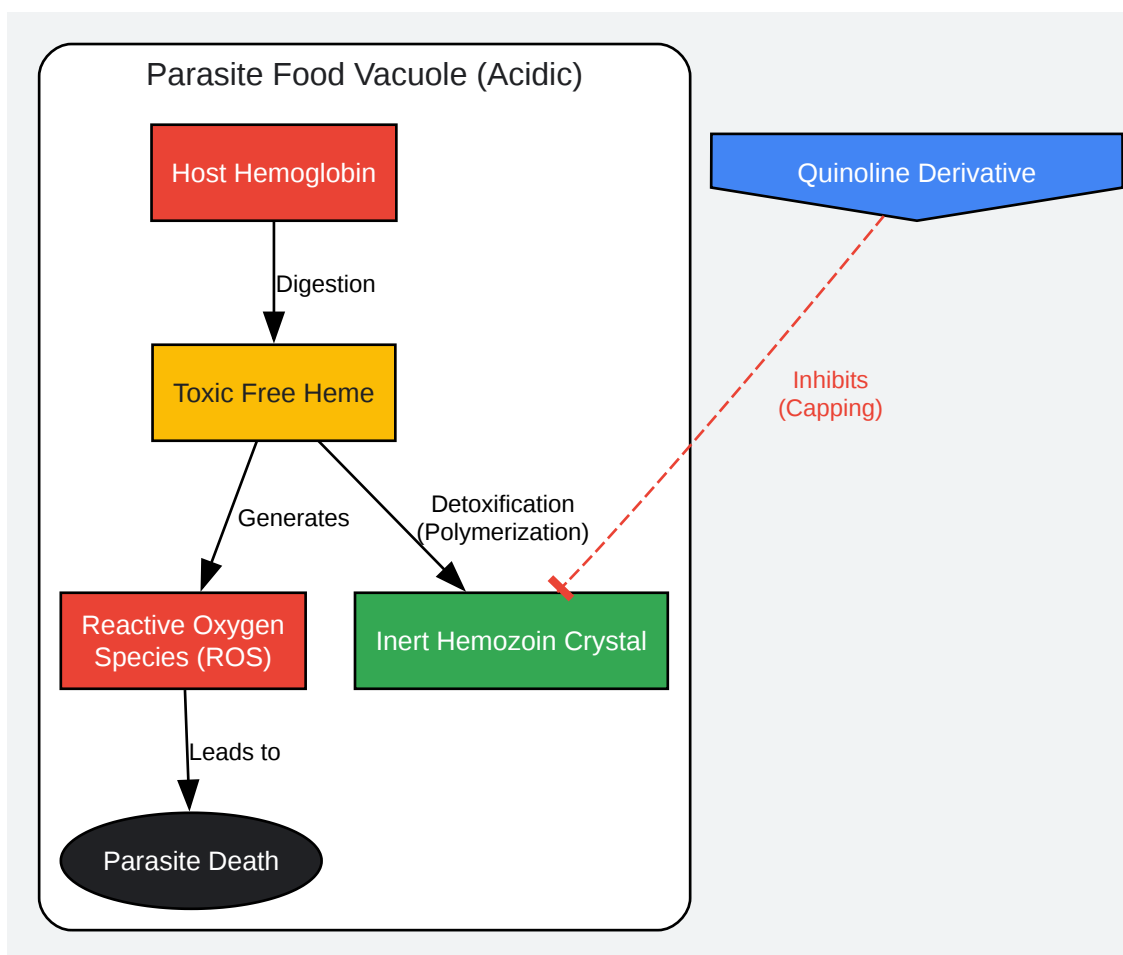 Parasite Food Vacuole (Acidic)
Host Hemoglobin
Quinoline Derivative
Digestion
Toxic Free Heme
Inhibits
(Capping)
Generates
Detoxification
(Polymerization)
Reactive Oxygen
Species (ROS)
Inert Hemozoin Crystal
Leads to
Parasite Death